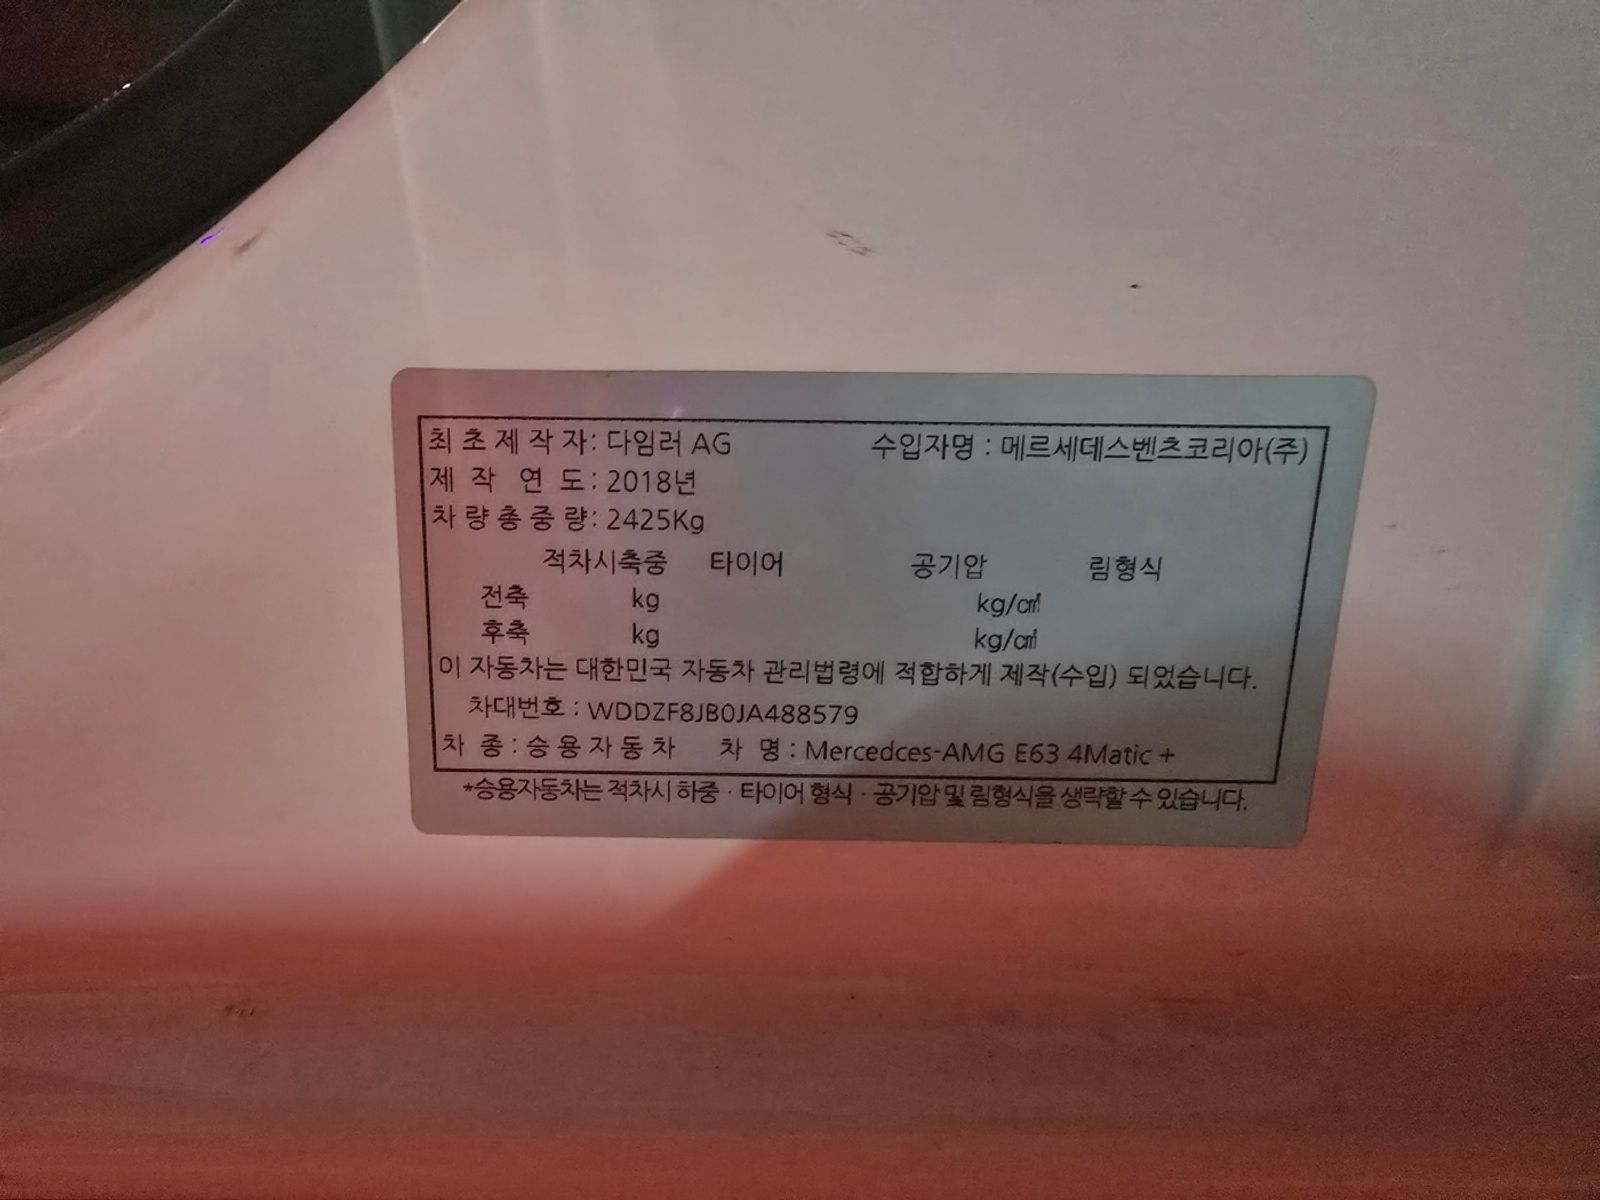 최초제작자: 다임러 AG 수입자명 : 메르세데스벤츠코리아(주)
제작연도: 2018년
차량총중량: 2425Kg
적차시축중 타이어 공기압 림형식
전축 kg kg/㎠
후축 kg kg/㎠
이 자동차는 대한민국 자동차 관리법령에 적합하게 제작(수입) 되었습니다.
차대번호 : WDDZF8JB0JA488579
차 종 : 승용자동차 차 명 : Mercedces-AMG E63 4Matic +
*승용자동차는 적차시 하중 · 타이어 형식 · 공기압 및 림형식을 생략할 수 있습니다.